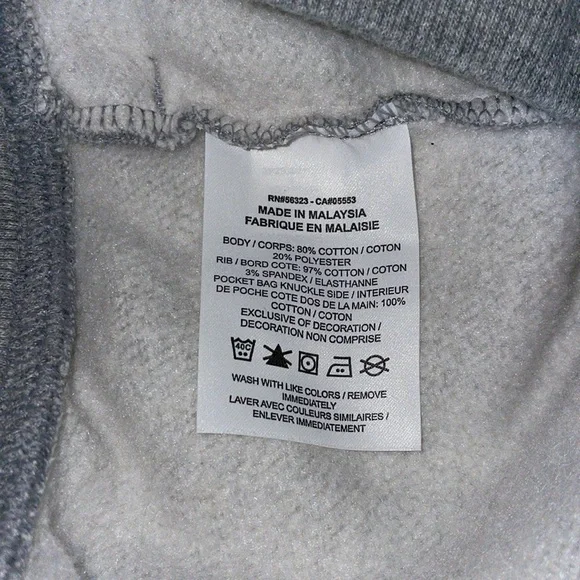 RN#56323 - CA#05553
MADE IN MALAYSIA
FABRIQUE EN MALAISIE
BODY / CORPS: 80% COTTON / COTON
20% POLYESTER
RIB / BORD COTE: 97% COTTON / COTON
3% SPANDEX / ELASTHANNE
POCKET BAG KNUCKLE SIDE / INTERIEUR
DE POCHE COTE DOS DE LA MAIN: 100%
COTTON / COTON
EXCLUSIVE OF DECORATION /
DECORATION NON COMPRISE
40C
WASH WITH LIKE COLORS / REMOVE
IMMEDIATELY
LAVER AVEC COULEURS SIMILAIRES /
ENLEVER IMMEDIATEMENT